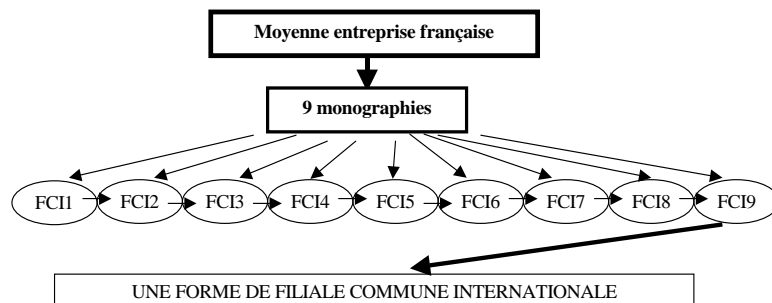 Moyenne entreprise française
9 monographies
FCI1 FCI2 FCI3 FCI4 FCI5 FCI6 FCI7 FCI8 FCI9
UNE FORME DE FILIALE COMMUNE INTERNATIONALE